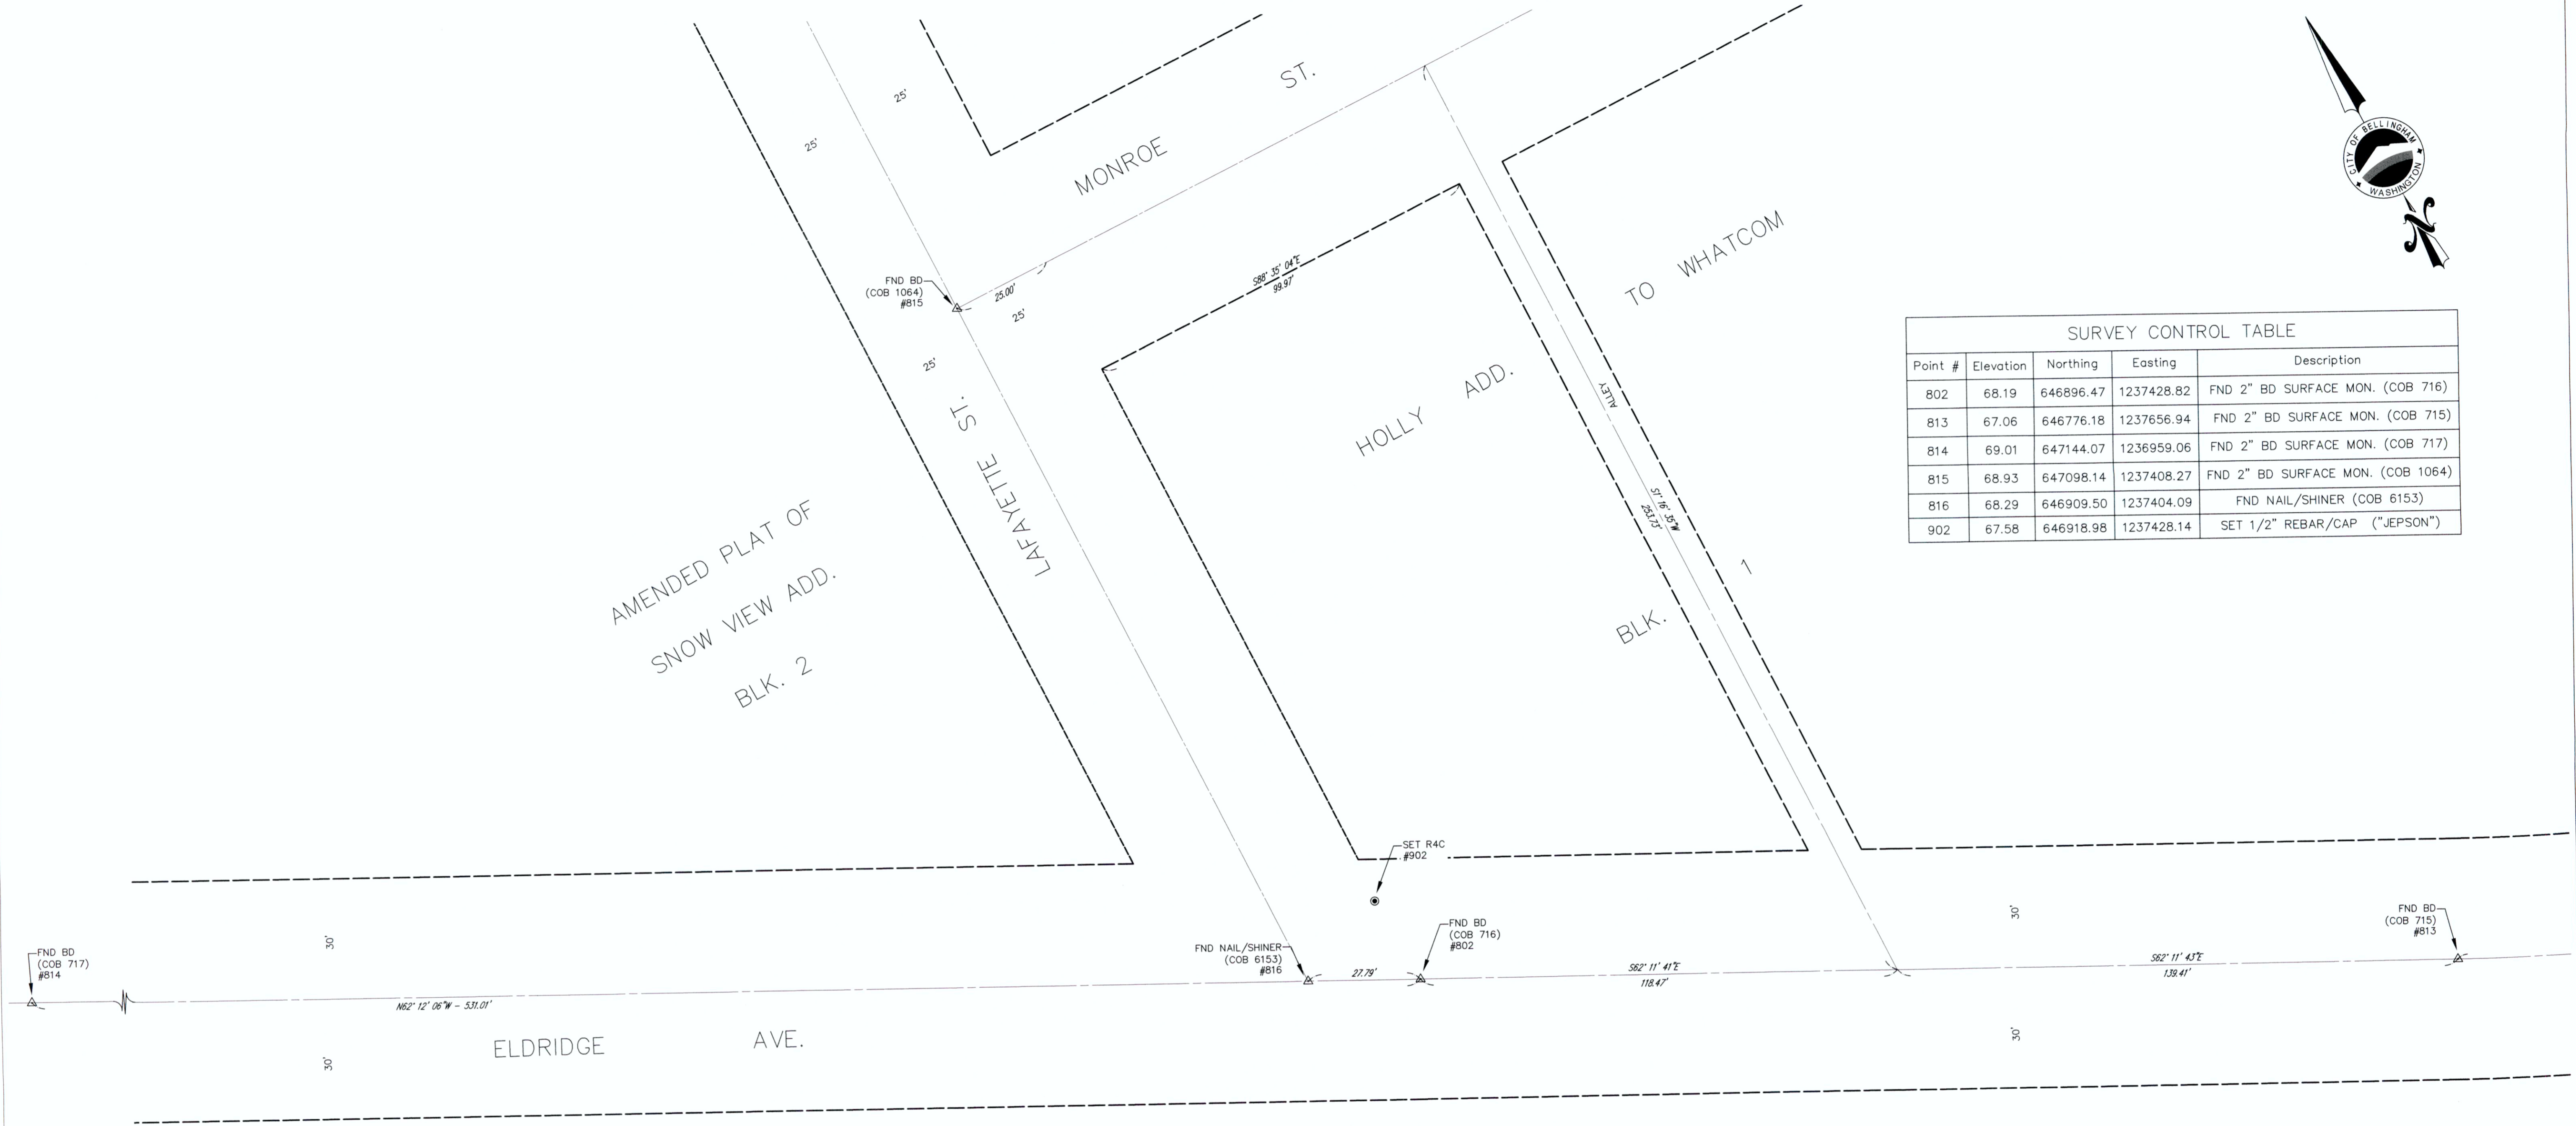 25'
25'
MONROE ST.
FND BD
(COB 1064)
#815
25.00'
25'
25'
S88° 35' 04"E
99.97'
LAFAYETTE ST.
AMENDED PLAT OF
SNOW VIEW ADD.
BLK. 2
HOLLY ADD.
TO WHATCOM
BLK. 1
ALLEY
S1° 16' 35"W
253.73'
CITY OF BELLINGHAM
WASHINGTON
N
SURVEY CONTROL TABLE
Point # Elevation Northing Easting Description
802 68.19 646896.47 1237428.82 FND 2" BD SURFACE MON. (COB 716)
813 67.06 646776.18 1237656.94 FND 2" BD SURFACE MON. (COB 715)
814 69.01 647144.07 1236959.06 FND 2" BD SURFACE MON. (COB 717)
815 68.93 647098.14 1237408.27 FND 2" BD SURFACE MON. (COB 1064)
816 68.29 646909.50 1237404.09 FND NAIL/SHINER (COB 6153)
902 67.58 646918.98 1237428.14 SET 1/2" REBAR/CAP ("JEPSON")
SET R4C
#902
FND BD
(COB 717)
#814
30'
30'
N62° 12' 06"W - 531.01'
ELDRIDGE AVE.
FND NAIL/SHINER
(COB 6153)
#816
27.79'
FND BD
(COB 716)
#802
S62° 11' 41"E
118.47'
30'
30'
S62° 11' 43"E
139.41'
FND BD
(COB 715)
#813